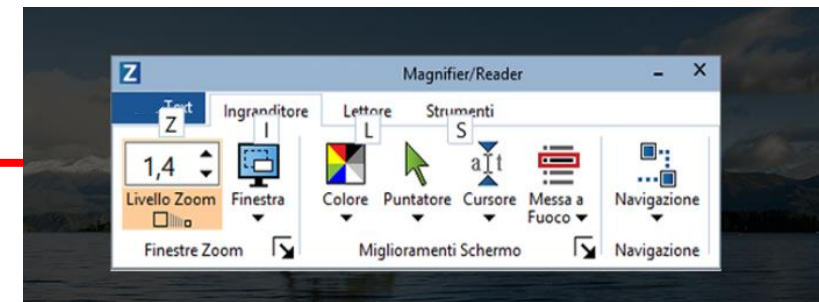 Z Magnifier/Reader
Text Ingranditore Lettore Strumenti
Z I L S
1,4 aIt
Livello Zoom Finestra Colore Puntatore Cursore Messa a Fuoco Navigazione
Finestre Zoom Miglioramenti Schermo Navigazione